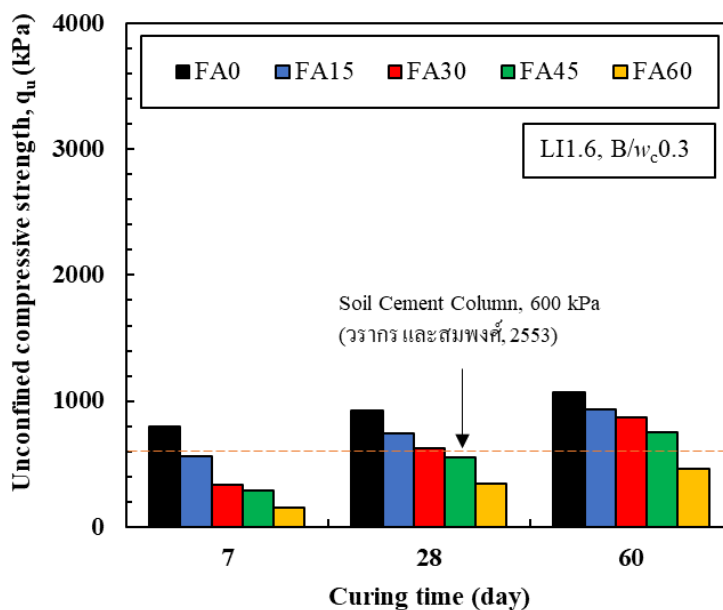 Unconfined compressive strength, qu (kPa)
4000
3000
2000
1000
0
FA0 FA15 FA30 FA45 FA60
LI1.6, B/wc0.3
Soil Cement Column, 600 kPa
(วรากร และสมพงศ์, 2553)
7 28 60
Curing time (day)